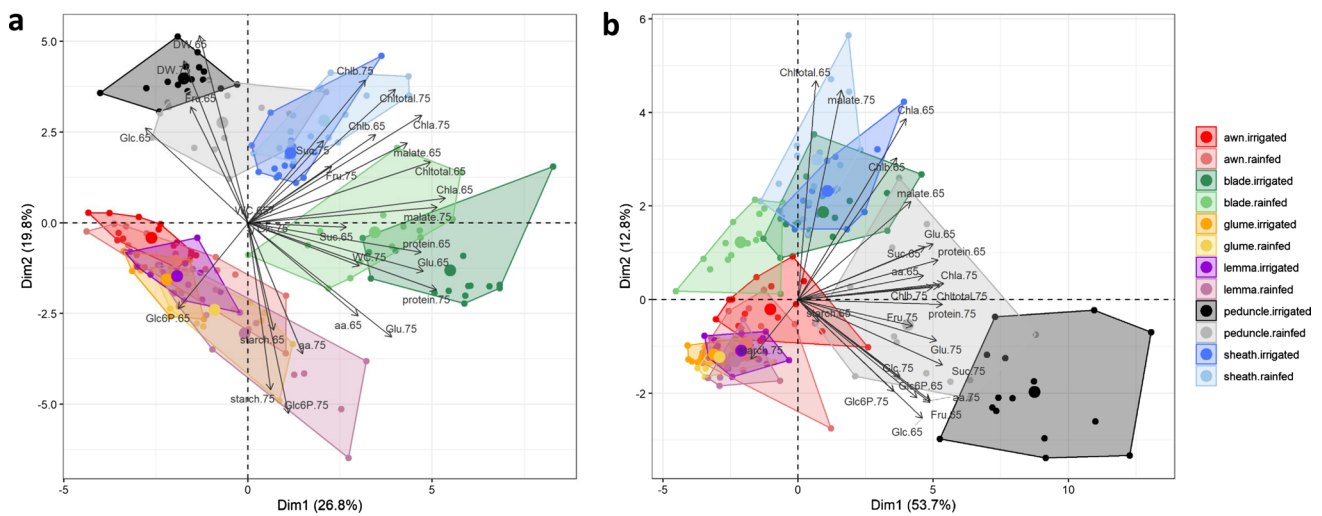 a
5.0
2.5
0.0
-2.5
-5.0
Dim2 (19.8%)
-5
0
5
Dim1 (26.8%)
DW.65
Fru.65
Glc.65
Chlb.75
Chltotal.75
Chla.75
Chlb.65
Suc.75
malate.65
Fru.75
Chltotal.65
Chla.65
malate.75
Suc.65
protein.65
WC.75
Glu.65
protein.75
aa.65
Glu.75
Glc6P.65
starch.65
aa.75
starch.75
Glc6P.75
b
6
4
2
0
-2
Dim2 (12.8%)
-5
0
5
10
Dim1 (53.7%)
Chltotal.65
malate.75
Chla.65
Chlb.65
malate.65
Glu.65
Suc.65
protein.65
aa.65
Chla.75
Chlb.75
Chltotal.75
starch.65
Fru.75
protein.75
Glu.75
starch.75
Glc.75
Suc.75
Glc6P.65
Glc6P.75
aa.75
Fru.65
Glc.65
awn.irrigated
awn.rainfed
blade.irrigated
blade.rainfed
glume.irrigated
glume.rainfed
lemma.irrigated
lemma.rainfed
peduncle.irrigated
peduncle.rainfed
sheath.irrigated
sheath.rainfed